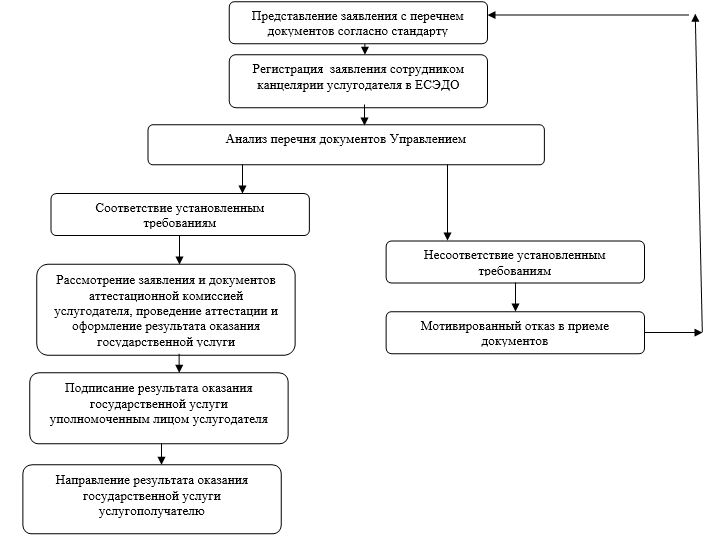 Представление заявления с перечнем
документов согласно стандарту
Регистрация заявления сотрудником
канцелярии услугодателя в ЕСЭДО
Анализ перечня документов Управлением
Соответствие установленным
требованиям
Несоответствие установленным
требованиям
Рассмотрение заявления и документов
аттестационной комиссией
услугодателя, проведение аттестации и
оформление результата оказания
государственной услуги
Мотивированный отказ в приеме
документов
Подписание результата оказания
государственной услуги
уполномоченным лицом услугодателя
Направление результата оказания
государственной услуги
услугополучателю